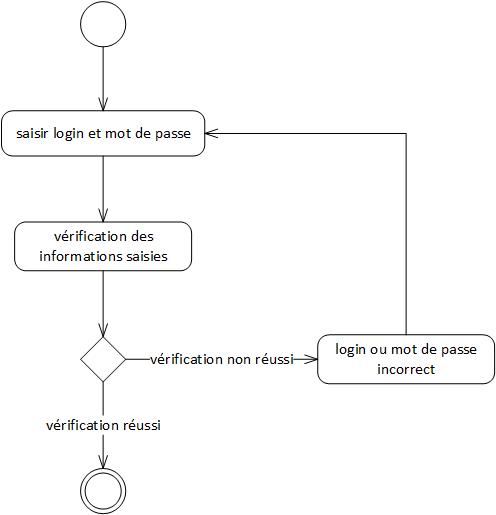 saisir login et mot de passe
vérification des
informations saisies
vérification non réussi
login ou mot de passe
incorrect
vérification réussi